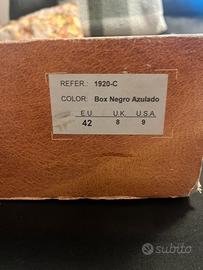 REFER.: 1920-C
COLOR: Box Negro Azulado
E.U. U.K. U.S.A.
42 8 9
subito